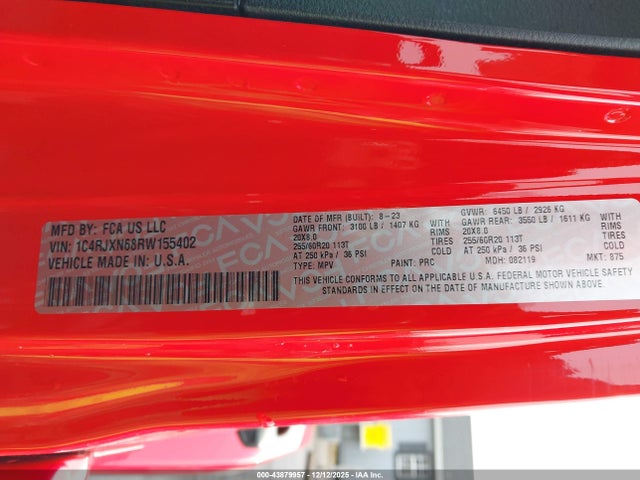 MFD BY: FCA US LLC
VIN: 1C4RJXN68RW155402
VEHICLE MADE IN: U.S.A.
DATE OF MFR (BUILT): 8-23
GAWR FRONT: 3100 LB / 1407 KG
WITH
20X8.0
RIMS
255/60R20 113T
TIRES
AT 250 kPa / 36 PSI
COLD
TYPE: MPV
PAINT: PRC
GVWR: 6450 LB / 2926 KG
GAWR REAR: 3550 LB / 1611 KG
WITH
20X8.0
RIMS
255/60R20 113T
TIRES
AT 250 kPa / 36 PSI
COLD
MDH: 082119
MKT: 875
THIS VEHICLE CONFORMS TO ALL APPLICABLE U.S.A. FEDERAL MOTOR VEHICLE SAFETY
STANDARDS IN EFFECT ON THE DATE OF MANUFACTURE SHOWN ABOVE.
000-43879957 - 12/12/2025 - IAA Inc.